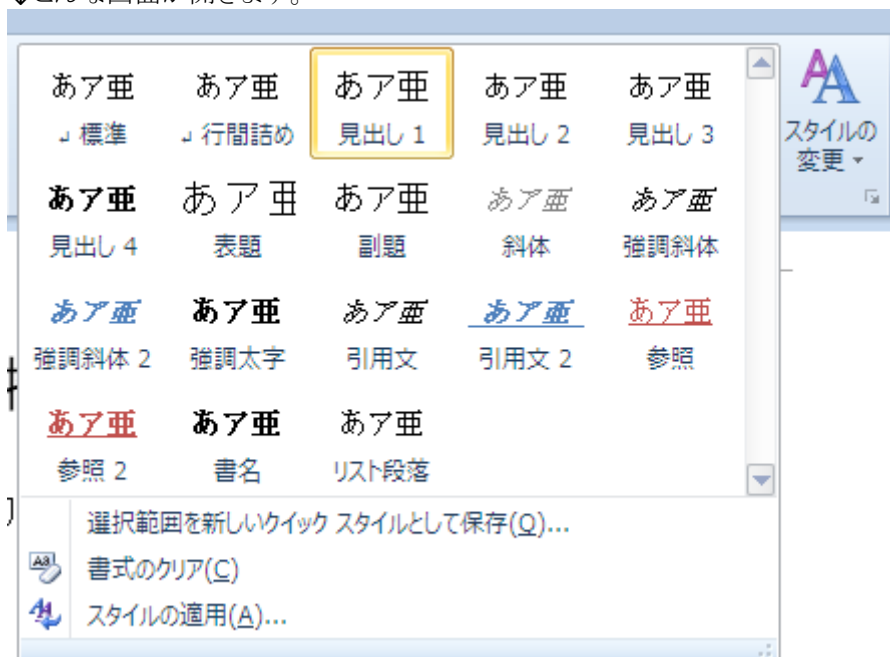 こんな画面が開きます。
あア亜 あア亜 あア亜 あア亜 あア亜
↲ 標準 ↲ 行間詰め 見出し 1 見出し 2 見出し 3
スタイルの
変更
あア亜 あア亜 あア亜 あア亜 あア亜
見出し 4 表題 副題 斜体 強調斜体
あア亜 あア亜 あア亜 あア亜 あア亜
強調斜体 2 強調太字 引用文 引用文 2 参照
あア亜 あア亜 あア亜
参照 2 書名 リスト段落
選択範囲を新しいクイック スタイルとして保存(Q)...
書式のクリア(C)
スタイルの適用(A)...